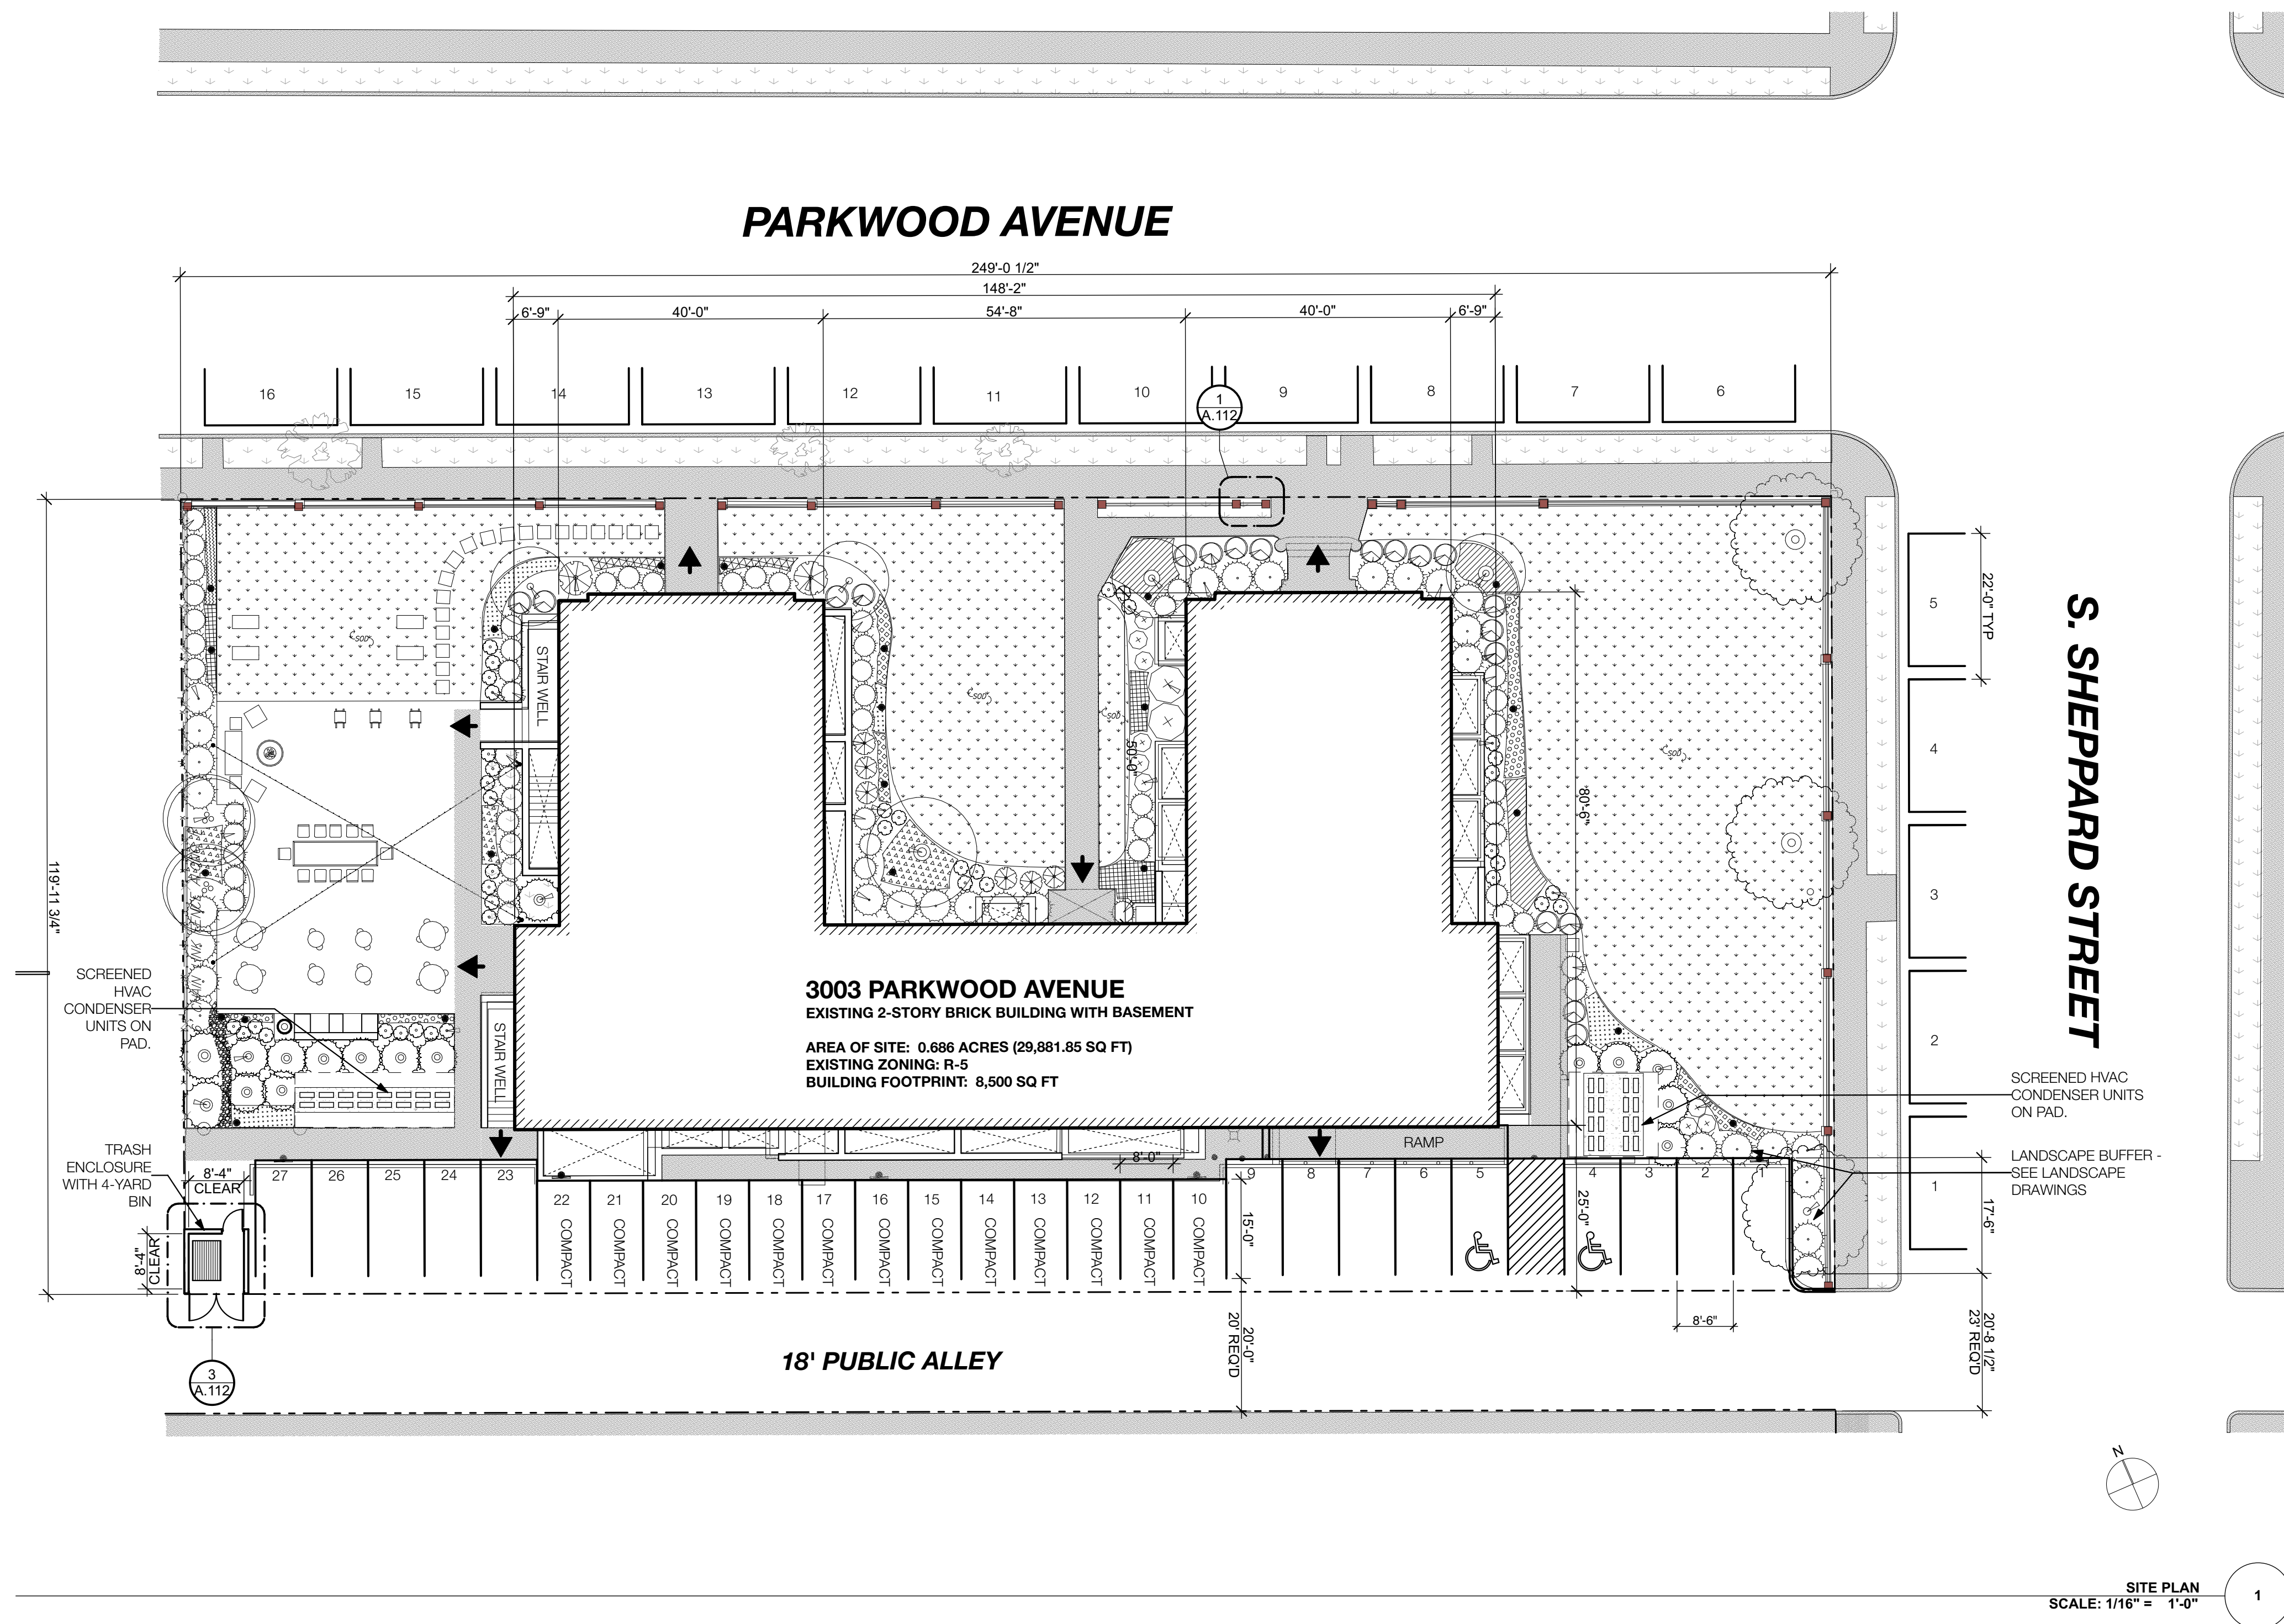 PARKWOOD AVENUE
249'-0 1/2"
148'-2"
6'-9"
40'-0"
54'-8"
40'-0"
6'-9"
16
15
14
13
12
11
10
9
8
7
6
1
A.112
22'-0" TYP
5
4
3
2
1
S. SHEPPARD STREET
SOD
SOD
SOD
SOD
STAIR WELL
50'-0"
80'-6"
119'-11 3/4"
SCREENED
HVAC
CONDENSER
UNITS ON
PAD.
3003 PARKWOOD AVENUE
EXISTING 2-STORY BRICK BUILDING WITH BASEMENT
AREA OF SITE: 0.686 ACRES (29,881.85 SQ FT)
EXISTING ZONING: R-5
BUILDING FOOTPRINT: 8,500 SQ FT
STAIR WELL
SCREENED HVAC
CONDENSER UNITS
ON PAD.
TRASH
ENCLOSURE
WITH 4-YARD
BIN
8'-4"
CLEAR
8'-4"
CLEAR
RAMP
8'-0"
LANDSCAPE BUFFER -
SEE LANDSCAPE
DRAWINGS
27
26
25
24
23
22
21
20
19
18
17
16
15
14
13
12
11
10
9
8
7
6
5
4
3
2
1
COMPACT
COMPACT
COMPACT
COMPACT
COMPACT
COMPACT
COMPACT
COMPACT
COMPACT
COMPACT
COMPACT
COMPACT
COMPACT
15'-0"
25'-0"
17'-6"
8'-6"
20'-0"
20' REQ'D
20'-8 1/2"
23' REQ'D
18' PUBLIC ALLEY
3
A.112
N
SITE PLAN
SCALE: 1/16" = 1'-0"
1